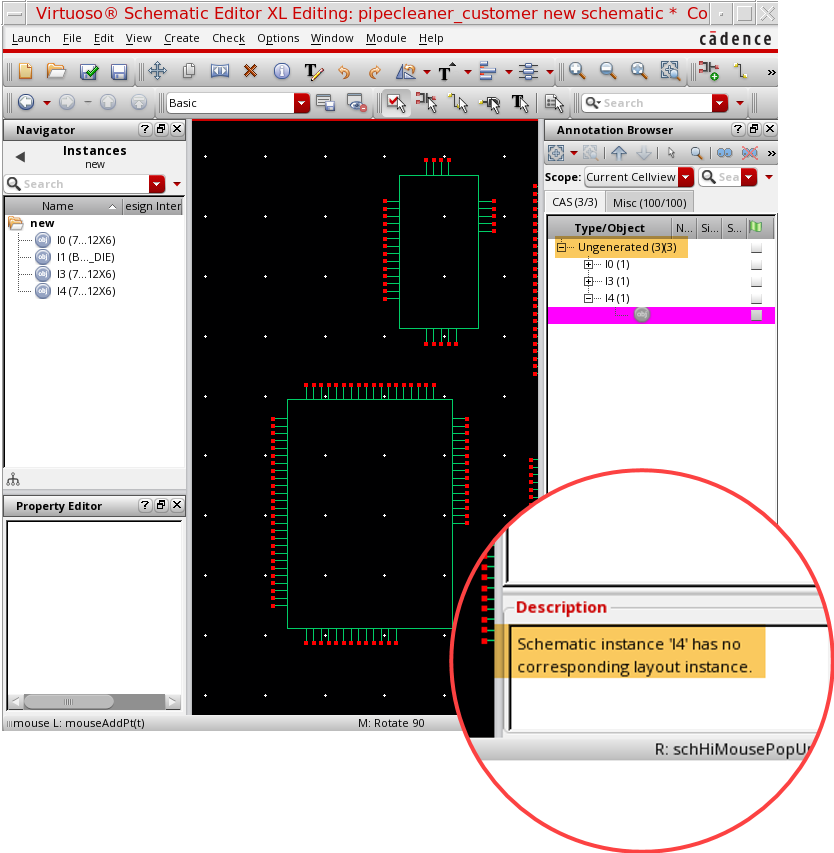 Virtuoso® Schematic Editor XL Editing: pipecleaner_customer new schematic * Co
Launch File Edit View Create Check Options Window Module Help
cādence
»
Basic
Search
Navigator
Instances
new
Search
Name esign Inter
new
I0 (7...12X6)
I1 (B..._DIE)
I3 (7...12X6)
I4 (7...12X6)
Property Editor
Annotation Browser
»
Scope: Current Cellview Sea
CAS (3/3) Misc (100/100)
Type/Object N... Si... S...
Ungenerated (3)(3)
I0 (1)
I3 (1)
I4 (1)
obj
Description
Schematic instance 'I4' has no
corresponding layout instance.
mouse L: mouseAddPt(t) M: Rotate 90
R: schHiMousePopU